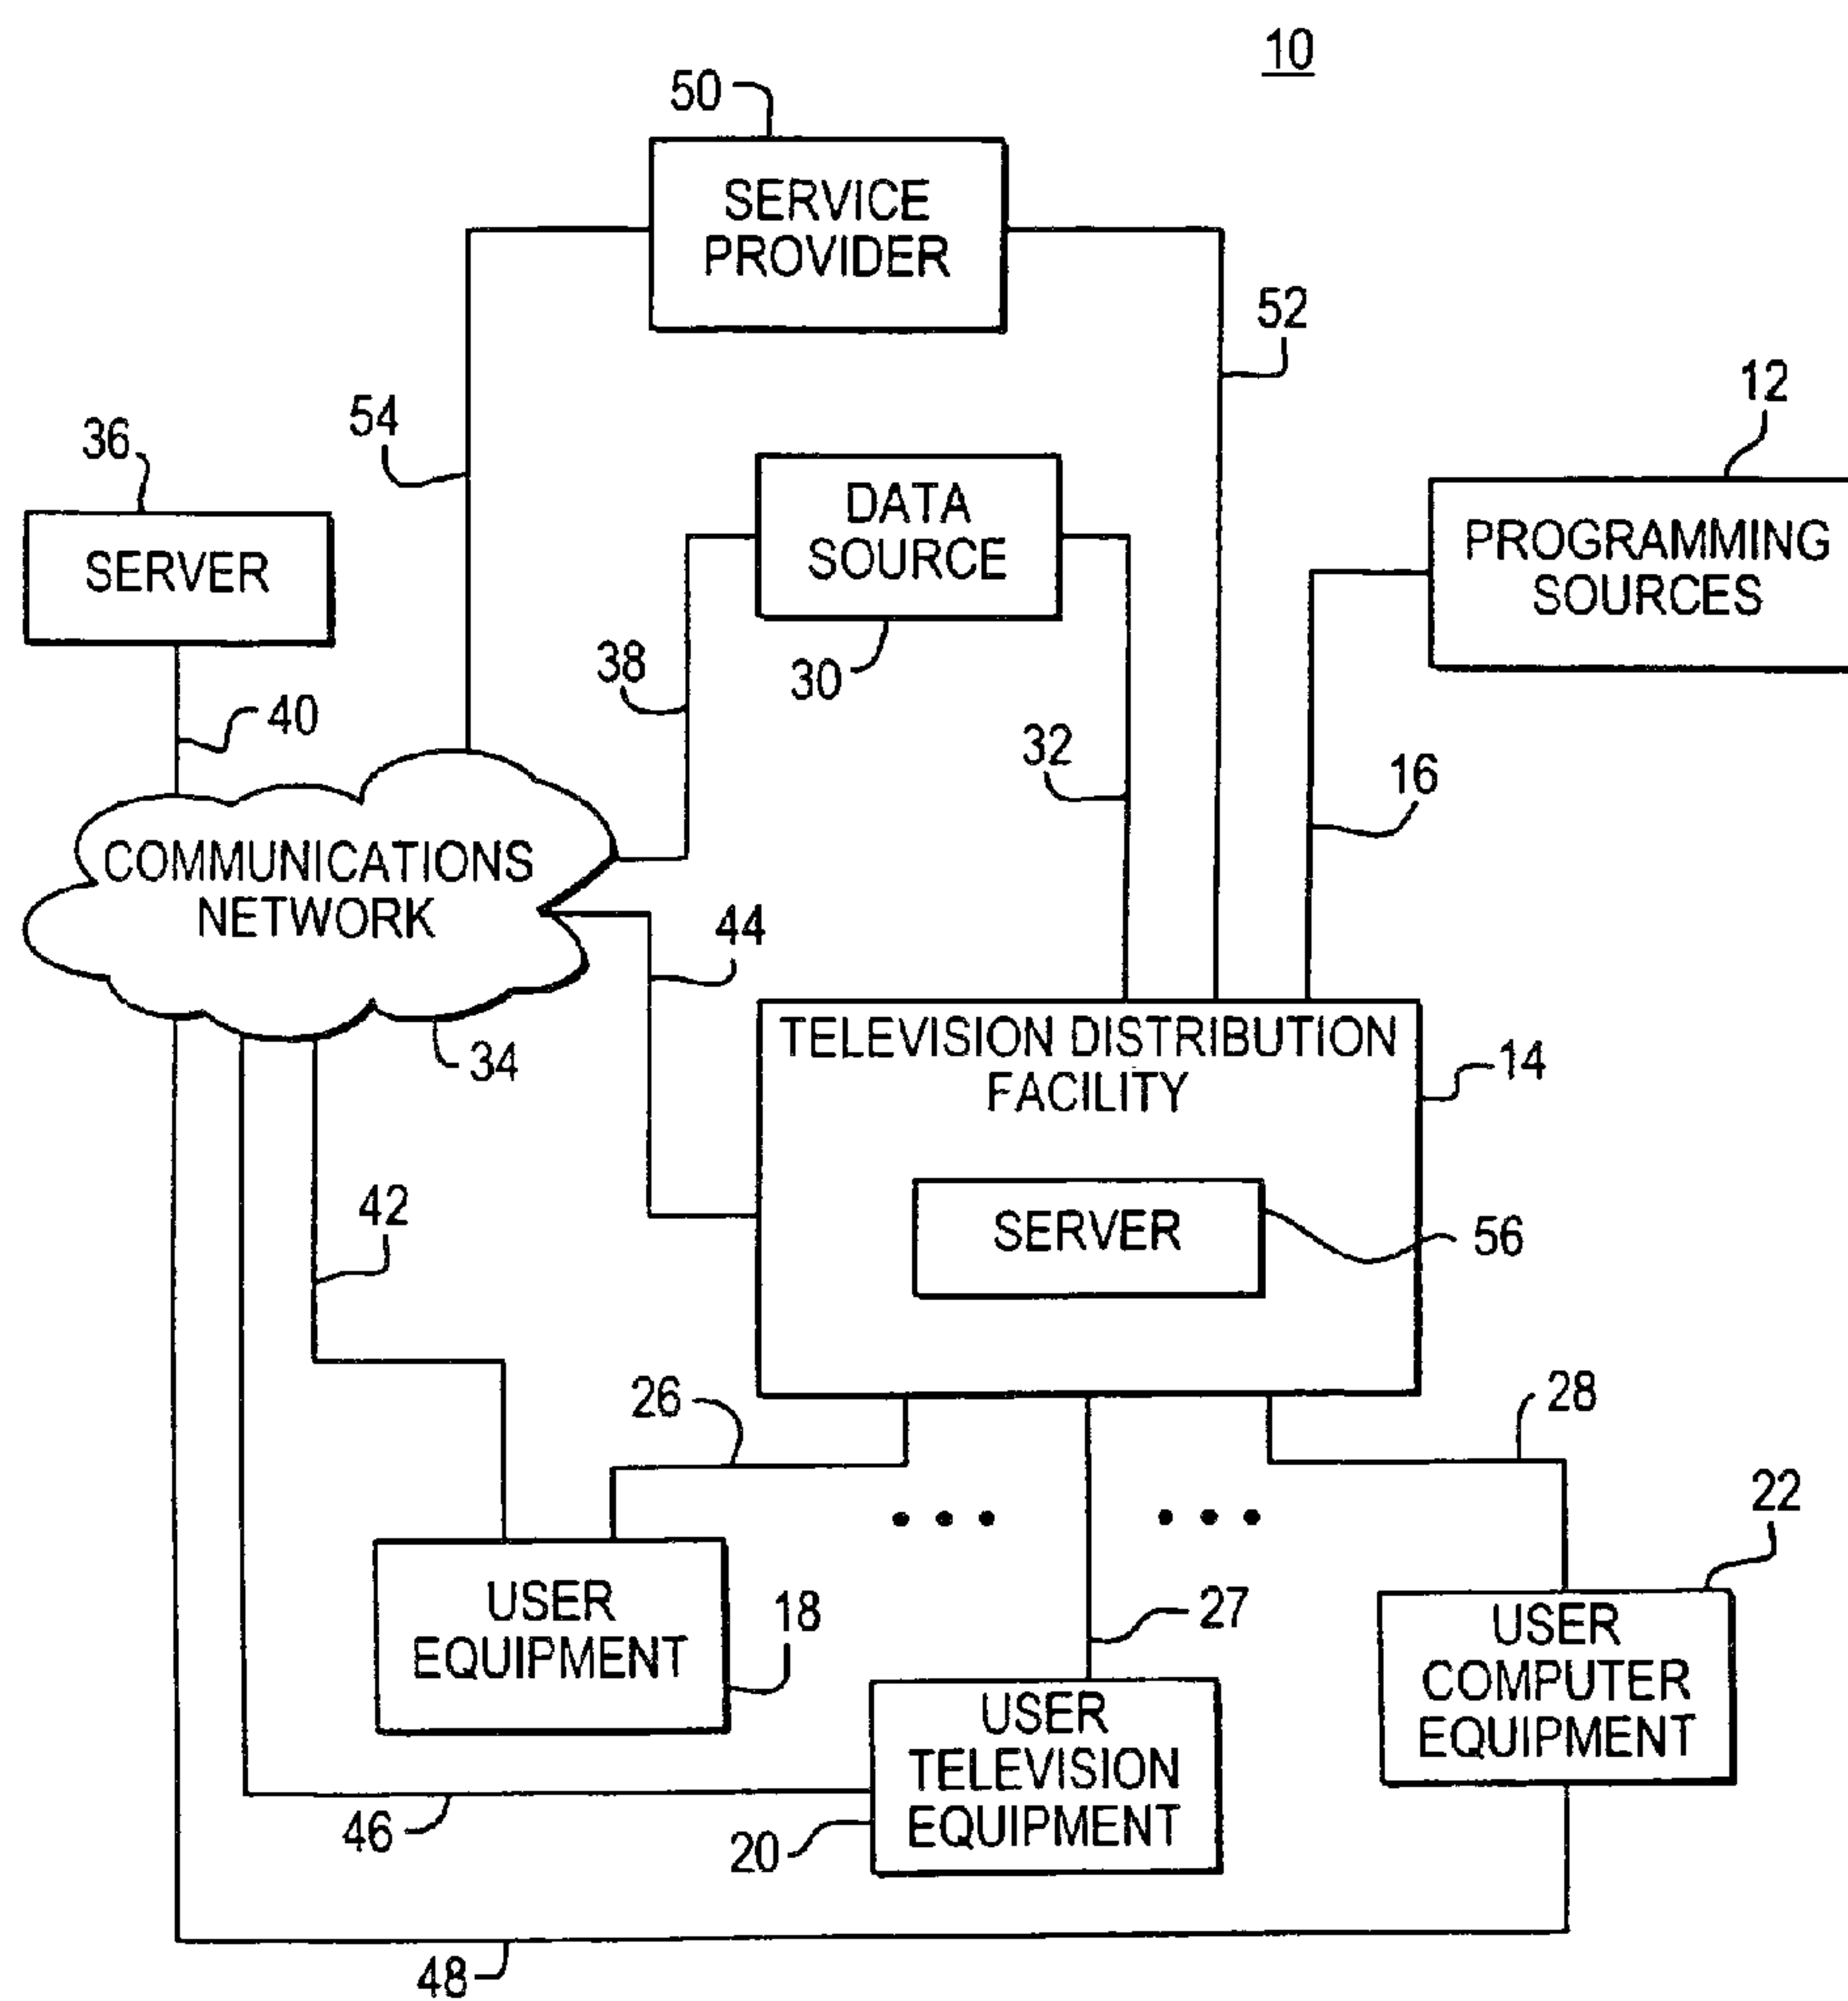 10
50
SERVICE
PROVIDER
52
12
54
36
DATA
SOURCE
PROGRAMMING
SOURCES
SERVER
38
30
40
32
16
COMMUNICATIONS
NETWORK
44
34
TELEVISION DISTRIBUTION
FACILITY
14
42
SERVER
56
26
28
22
USER
EQUIPMENT
18
27
USER
COMPUTER
EQUIPMENT
USER
TELEVISION
EQUIPMENT
46
20
48